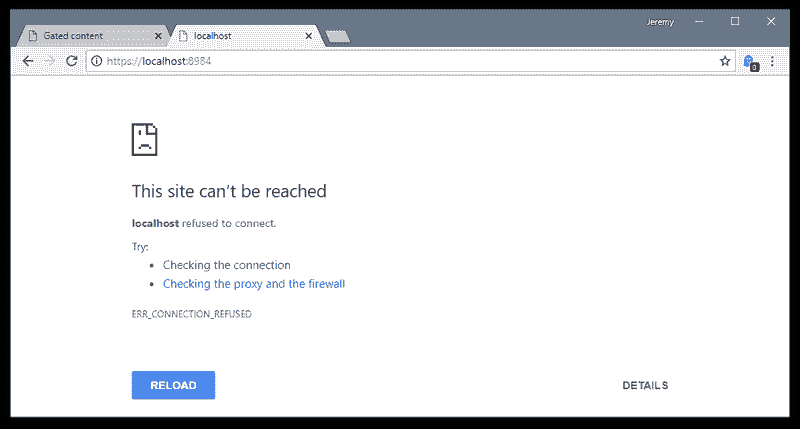 Jeremy
Gated content
localhost
https://localhost:8984
0
This site can't be reached
localhost refused to connect.
Try:
• Checking the connection
• Checking the proxy and the firewall
ERR_CONNECTION_REFUSED
RELOAD
DETAILS